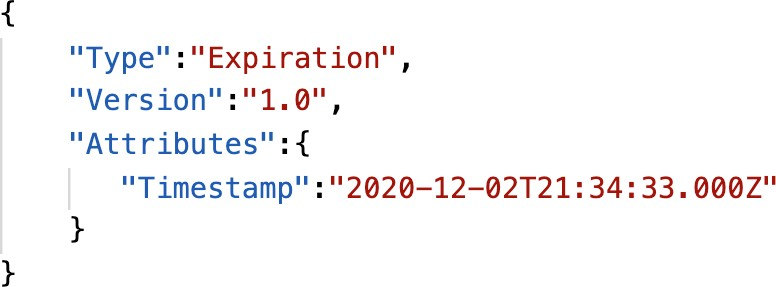 {
"Type":"Expiration",
"Version":"1.0",
"Attributes":{
"Timestamp":"2020-12-02T21:34:33.000Z"
}
}